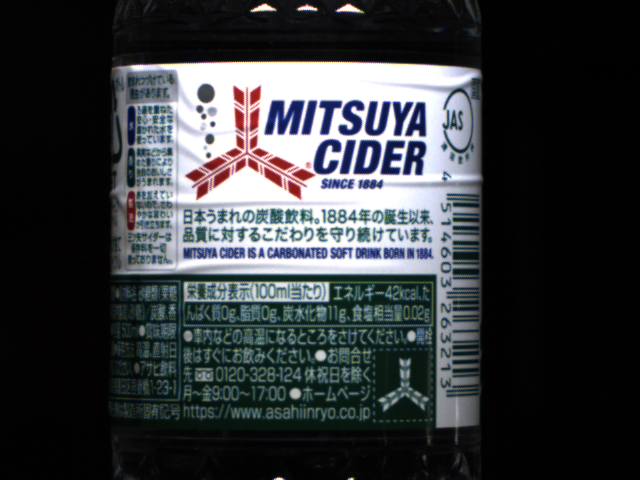 MITSUYA
CIDER
SINCE 1884
JAS
日本うまれの炭酸飲料。1884年の誕生以来、
品質に対するこだわりを守り続けています。
MITSUYA CIDER IS A CARBONATED SOFT DRINK BORN IN 1884.
栄養成分表示(100ml当たり) エネルギー42kcal、た
んぱく質0g、脂質0g、炭水化物11g、食塩相当量0.02g
●車内などの高温になるところをさけてください。●開栓
後はすぐにお飲みください。●お問合せ
先 0120-328-124 休祝日を除く
月～金9:00～17:00 ●ホームページ
https://www.asahiinryo.co.jp
4 514603 263213